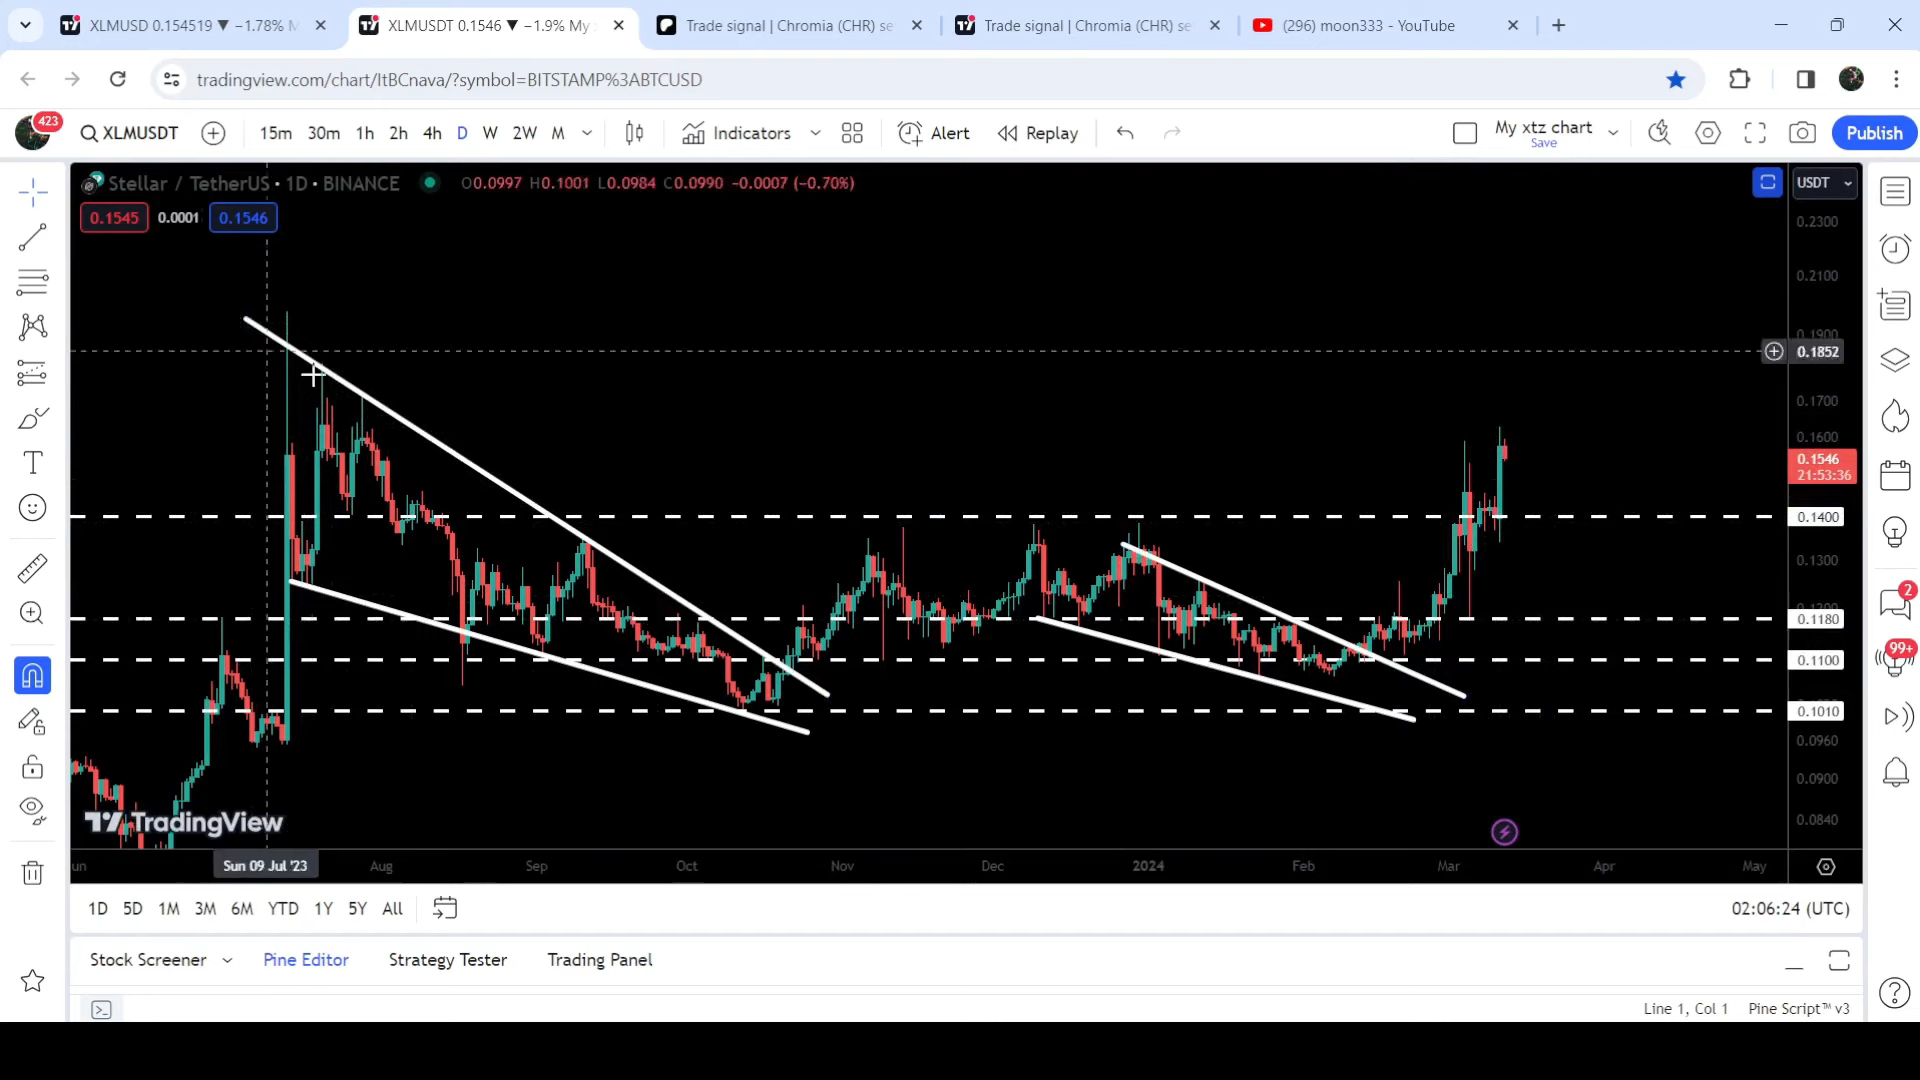 XLMUSD 0.154519 ▼ −1.78% M
XLMUSDT 0.1546 ▼ −1.9% My
Trade signal | Chromia (CHR) se
Trade signal | Chromia (CHR) se
(296) moon333 - YouTube
tradingview.com/chart/ItBCnava/?symbol=BITSTAMP%3ABTCUSD
423
XLMUSDT
15m 30m 1h 2h 4h D W 2W M
Indicators
Alert
Replay
My xtz chart
Save
Publish
Stellar / TetherUS • 1D • BINANCE
O0.0997 H0.1001 L0.0984 C0.0990 −0.0007 (−0.70%)
USDT
0.1545 0.0001 0.1546
0.2300
0.2100
0.1900
0.1852
0.1700
0.1600
0.1546
21:53:36
0.1400
0.1300
0.1200
0.1180
0.1100
0.1010
0.0960
0.0900
0.0840
2
99+
TradingView
un
Sun 09 Jul '23
Aug Sep Oct Nov Dec 2024 Feb Mar Apr May
1D 5D 1M 3M 6M YTD 1Y 5Y All
02:06:24 (UTC)
Stock Screener
Pine Editor
Strategy Tester
Trading Panel
Line 1, Col 1
Pine Script™ v3